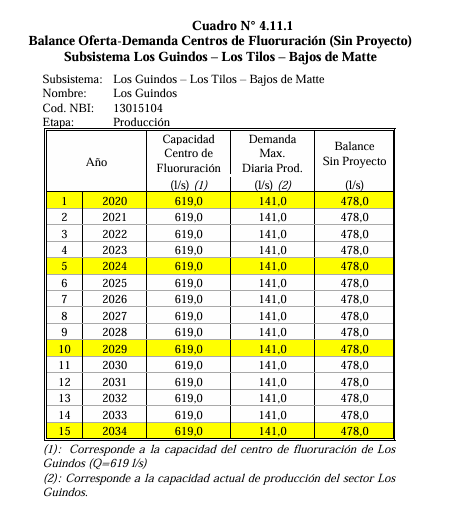 Cuadro N° 4.11.1
Balance Oferta-Demanda Centros de Fluoruración (Sin Proyecto)
Subsistema Los Guindos – Los Tilos – Bajos de Matte
Subsistema: Los Guindos – Los Tilos – Bajos de Matte
Nombre: Los Guindos
Cod. NBI: 13015104
Etapa: Producción
Año Capacidad Centro de Fluoruración (l/s) (1) Demanda Max. Diaria Prod. (l/s) (2) Balance Sin Proyecto (l/s)
1 2020 619,0 141,0 478,0
2 2021 619,0 141,0 478,0
3 2022 619,0 141,0 478,0
4 2023 619,0 141,0 478,0
5 2024 619,0 141,0 478,0
6 2025 619,0 141,0 478,0
7 2026 619,0 141,0 478,0
8 2027 619,0 141,0 478,0
9 2028 619,0 141,0 478,0
10 2029 619,0 141,0 478,0
11 2030 619,0 141,0 478,0
12 2031 619,0 141,0 478,0
13 2032 619,0 141,0 478,0
14 2033 619,0 141,0 478,0
15 2034 619,0 141,0 478,0
(1): Corresponde a la capacidad del centro de fluoruración de Los
Guindos (Q=619 l/s)
(2): Corresponde a la capacidad actual de producción del sector Los
Guindos.